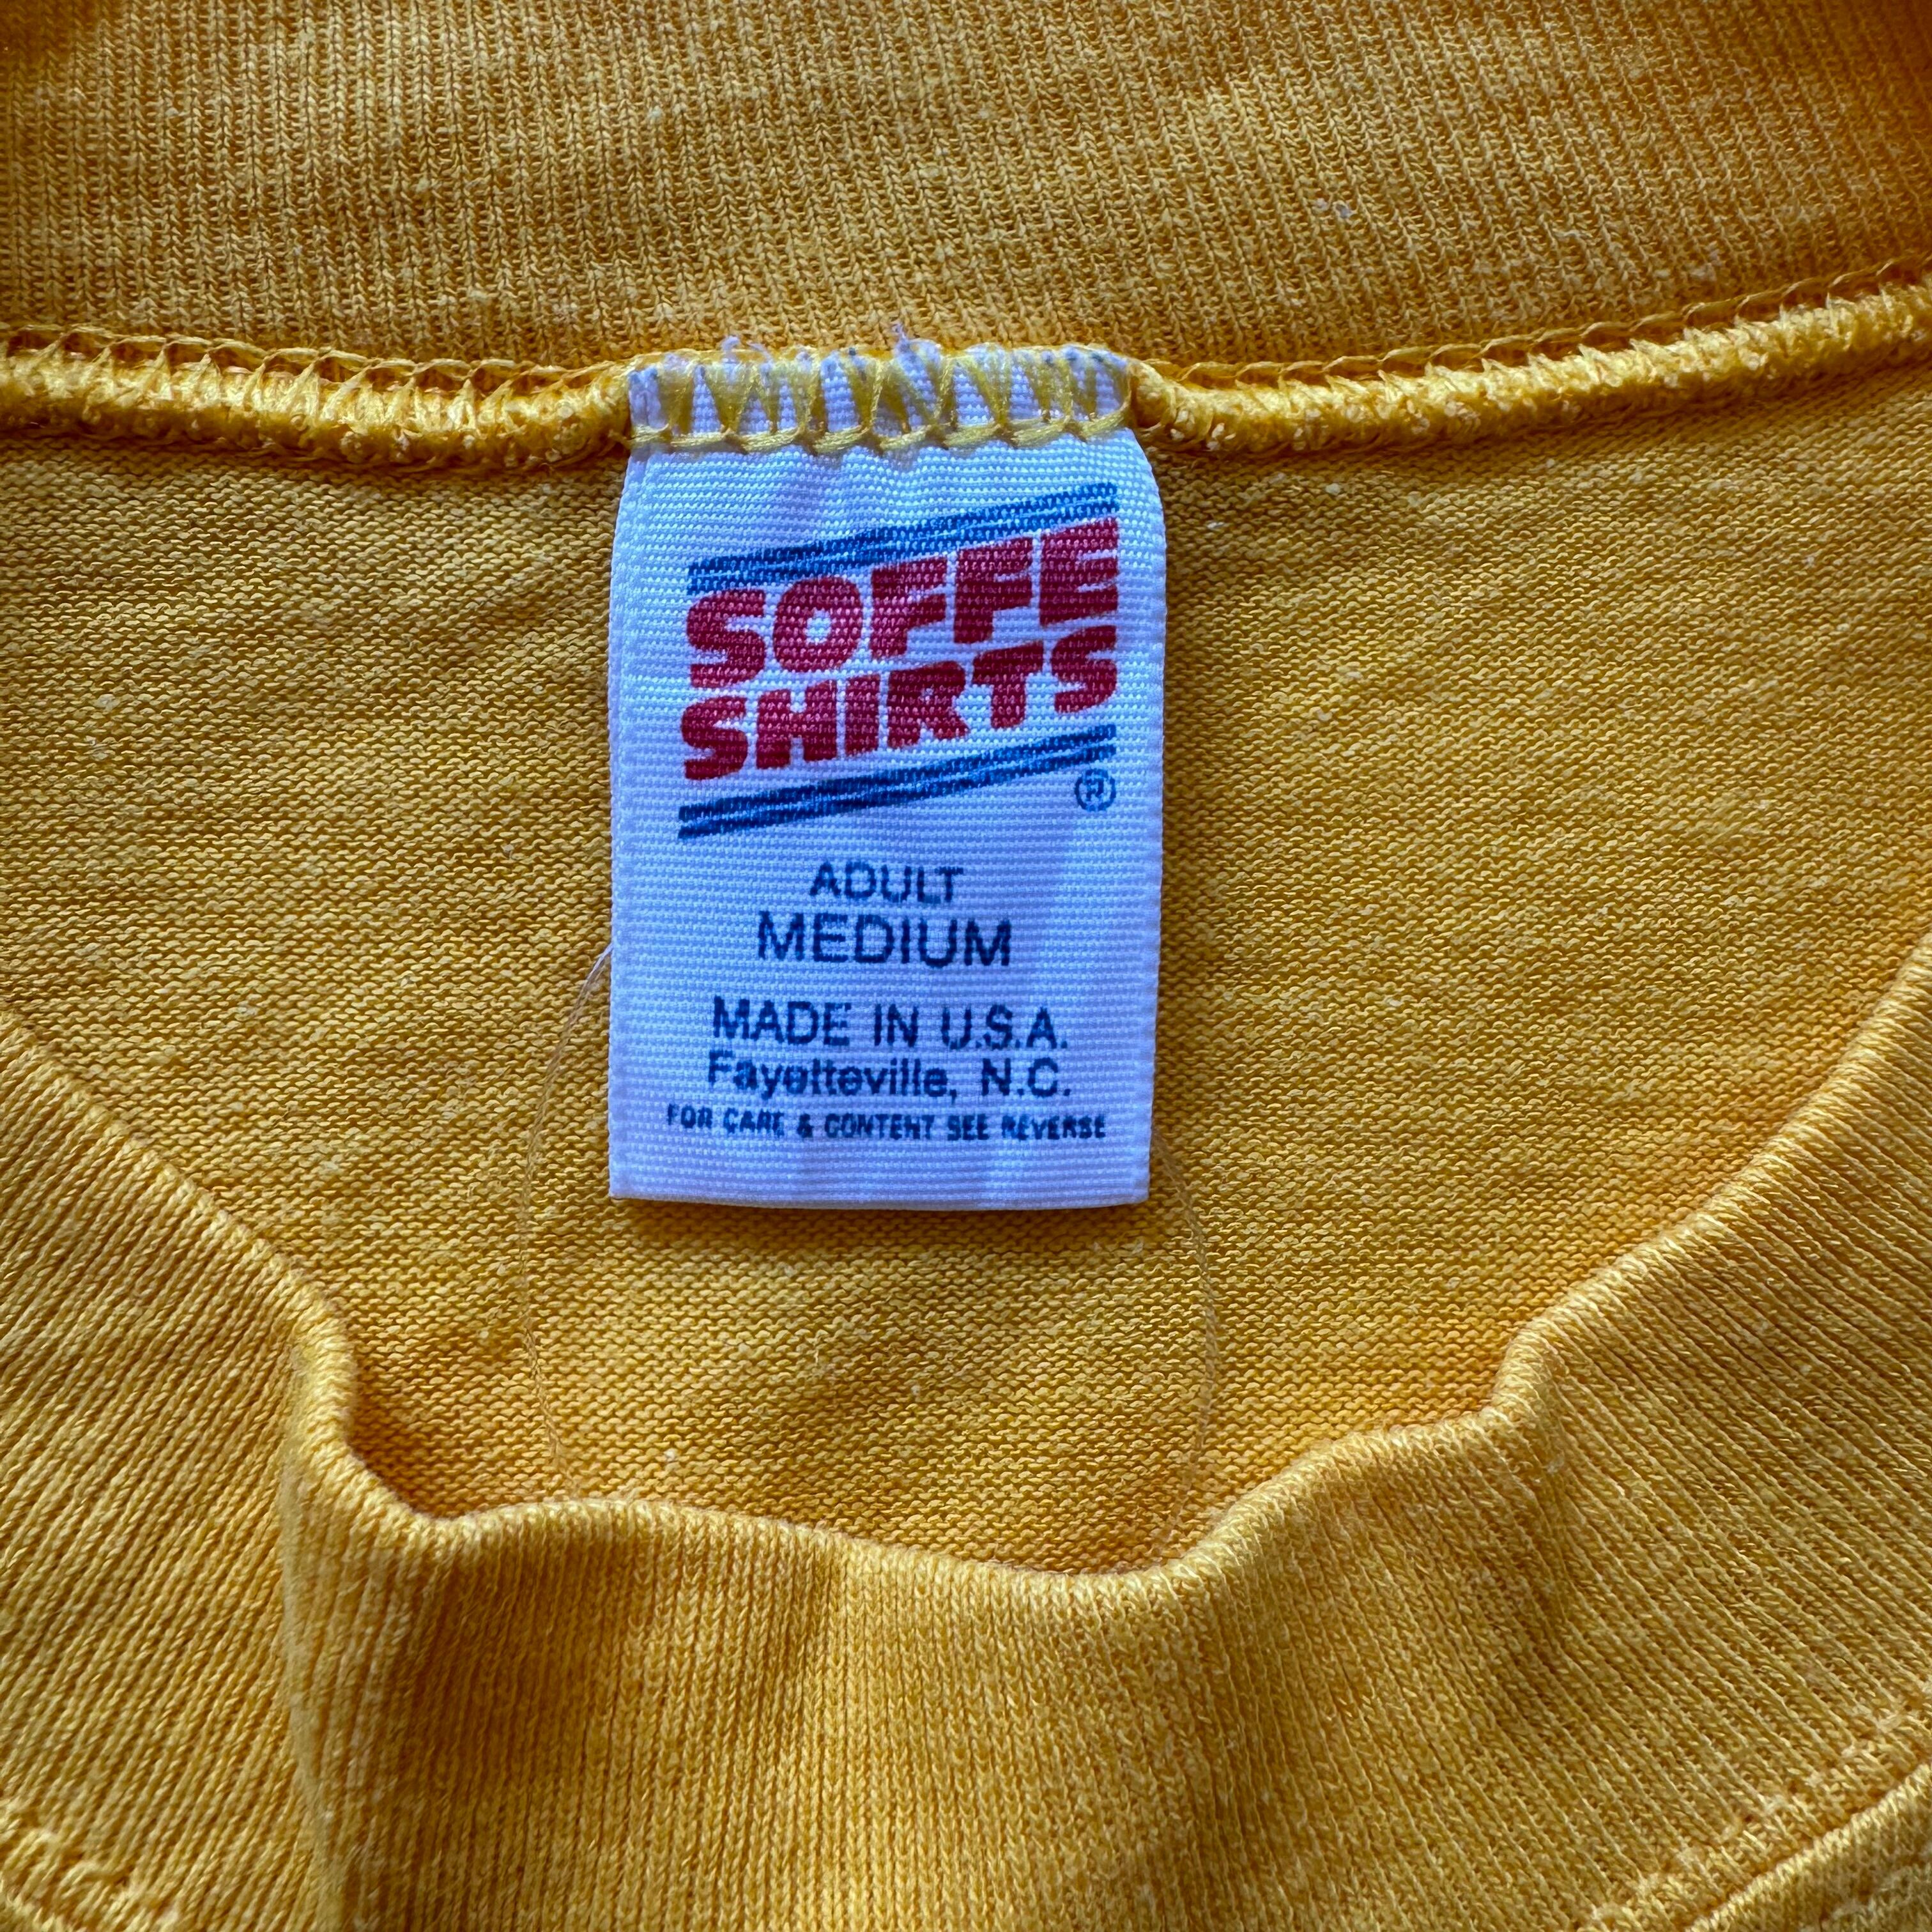 SOFFE
SHIRTS
®
ADULT
MEDIUM
MADE IN U.S.A.
Fayetteville, N.C.
FOR CARE & CONTENT SEE REVERSE